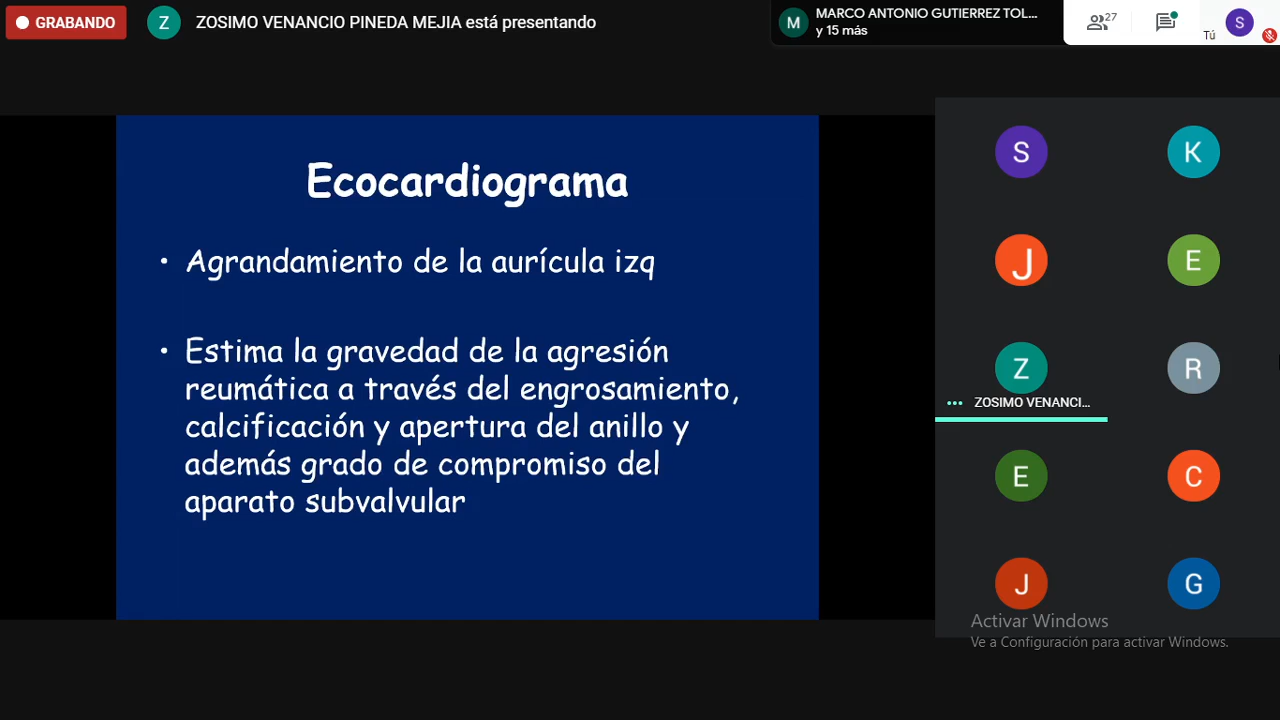 GRABANDO
Z
ZOSIMO VENANCIO PINEDA MEJIA está presentando
M
MARCO ANTONIO GUTIERREZ TOL...
y 15 más
27
Tú
S
Ecocardiograma
• Agrandamiento de la aurícula izq
• Estima la gravedad de la agresión
reumática a través del engrosamiento,
calcificación y apertura del anillo y
además grado de compromiso del
aparato subvalvular
S
K
J
E
Z
R
ZOSIMO VENANCI...
E
C
J
G
Activar Windows
Ve a Configuración para activar Windows.